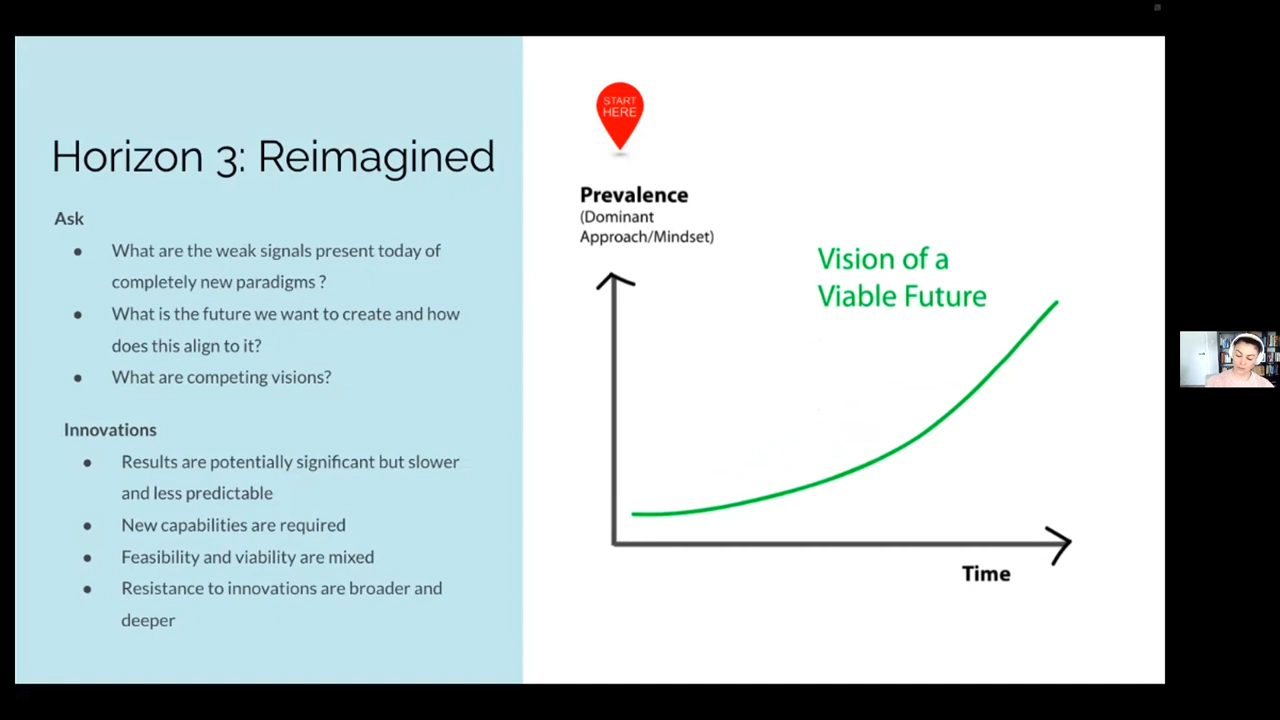 Horizon 3: Reimagined
Ask
● What are the weak signals present today of
completely new paradigms ?
● What is the future we want to create and how
does this align to it?
● What are competing visions?
Innovations
● Results are potentially significant but slower
and less predictable
● New capabilities are required
● Feasibility and viability are mixed
● Resistance to innovations are broader and
deeper
START
HERE
Prevalence
(Dominant
Approach/Mindset)
Vision of a
Viable Future
Time